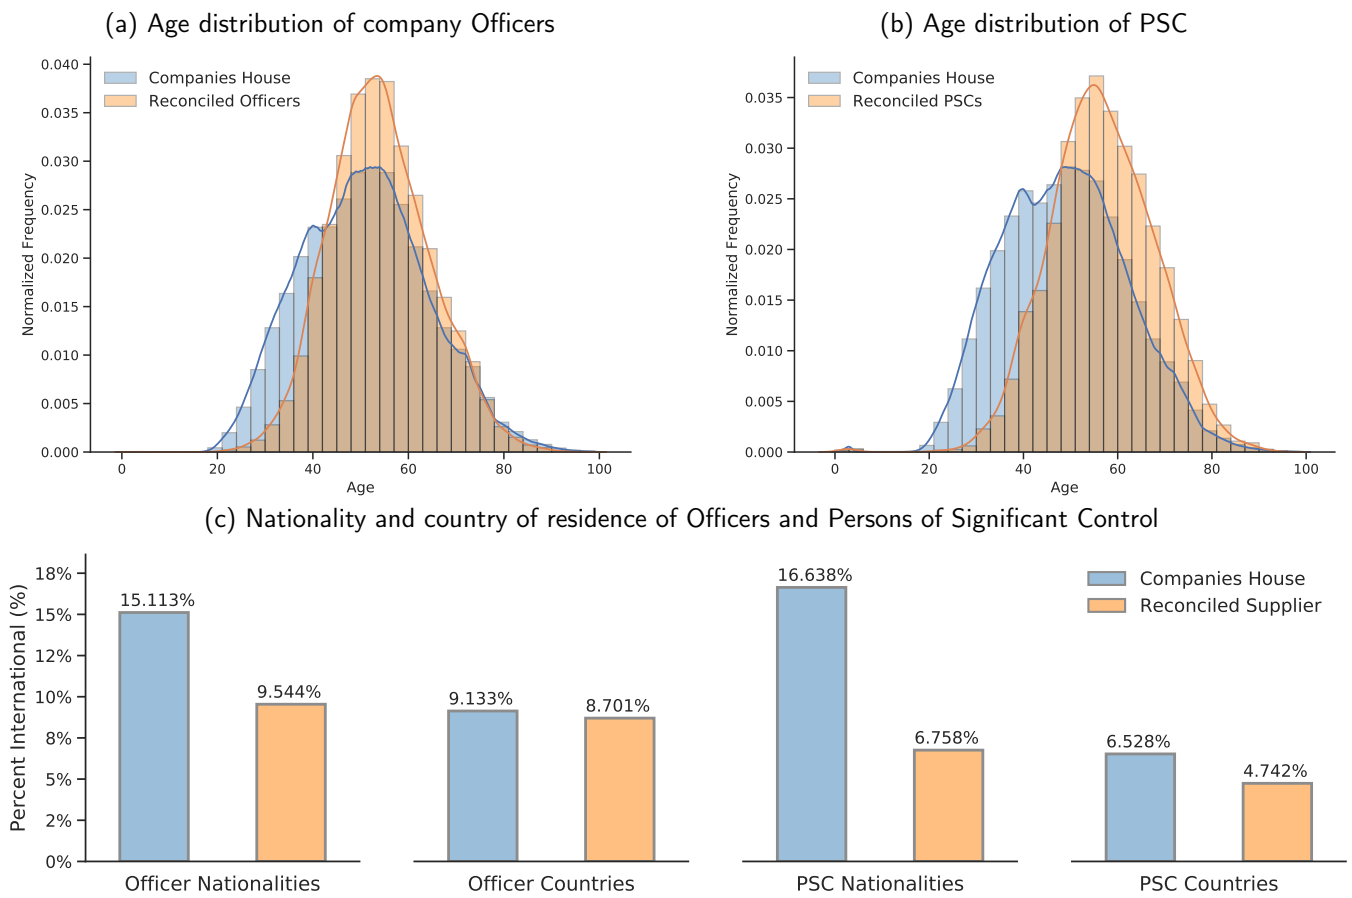 (a) Age distribution of company Officers
(b) Age distribution of PSC
Normalized Frequency
0.040
0.035
0.030
0.025
0.020
0.015
0.010
0.005
0.000
Companies House
Reconciled Officers
0 20 40 60 80 100
Age
Normalized Frequency
0.035
0.030
0.025
0.020
0.015
0.010
0.005
0.000
Companies House
Reconciled PSCs
0 20 40 60 80 100
Age
(c) Nationality and country of residence of Officers and Persons of Significant Control
Percent International (%)
18%
15%
12%
10%
8%
5%
2%
0%
Companies House
Reconciled Supplier
15.113%
9.544%
9.133%
8.701%
16.638%
6.758%
6.528%
4.742%
Officer Nationalities
Officer Countries
PSC Nationalities
PSC Countries